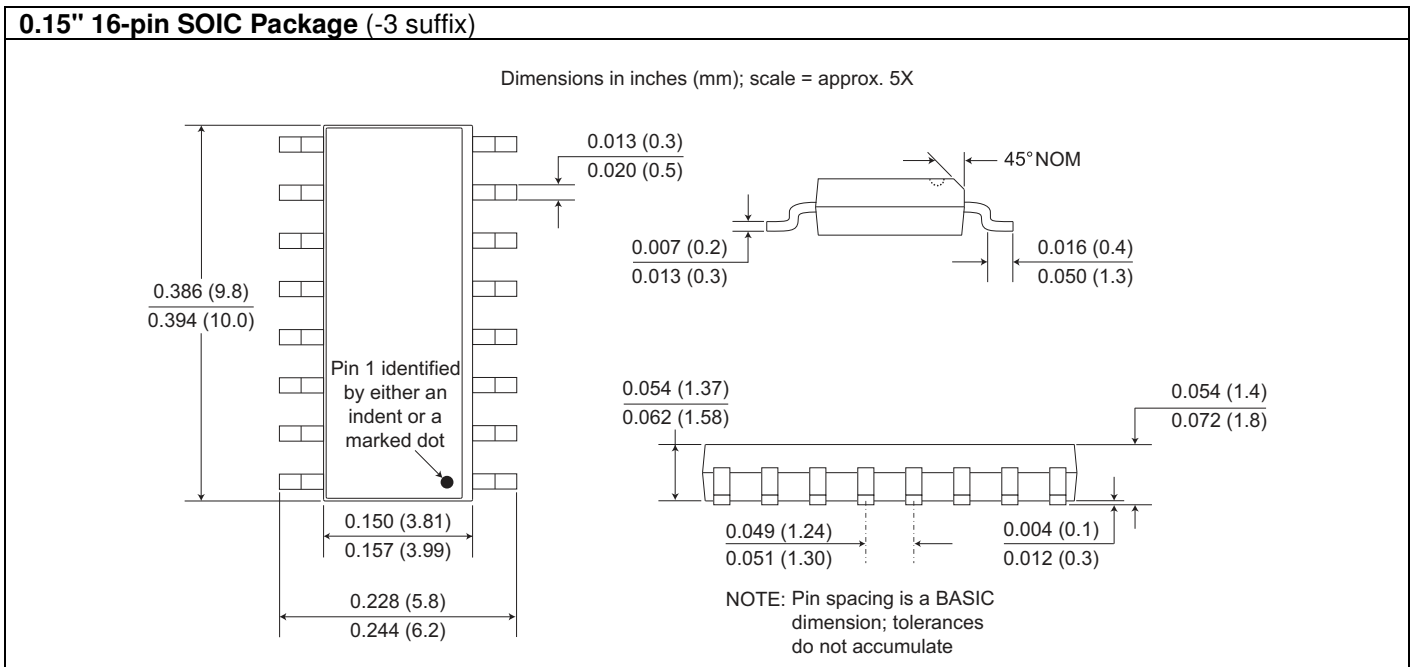 0.15" 16-pin SOIC Package (-3 suffix)
Dimensions in inches (mm); scale = approx. 5X
0.013 (0.3)
0.020 (0.5)
45°NOM
0.007 (0.2)
0.013 (0.3)
0.016 (0.4)
0.050 (1.3)
0.386 (9.8)
0.394 (10.0)
Pin 1 identified
by either an
indent or a
marked dot
0.054 (1.37)
0.062 (1.58)
0.054 (1.4)
0.072 (1.8)
0.150 (3.81)
0.157 (3.99)
0.049 (1.24)
0.051 (1.30)
0.004 (0.1)
0.012 (0.3)
0.228 (5.8)
0.244 (6.2)
NOTE: Pin spacing is a BASIC
dimension; tolerances
do not accumulate